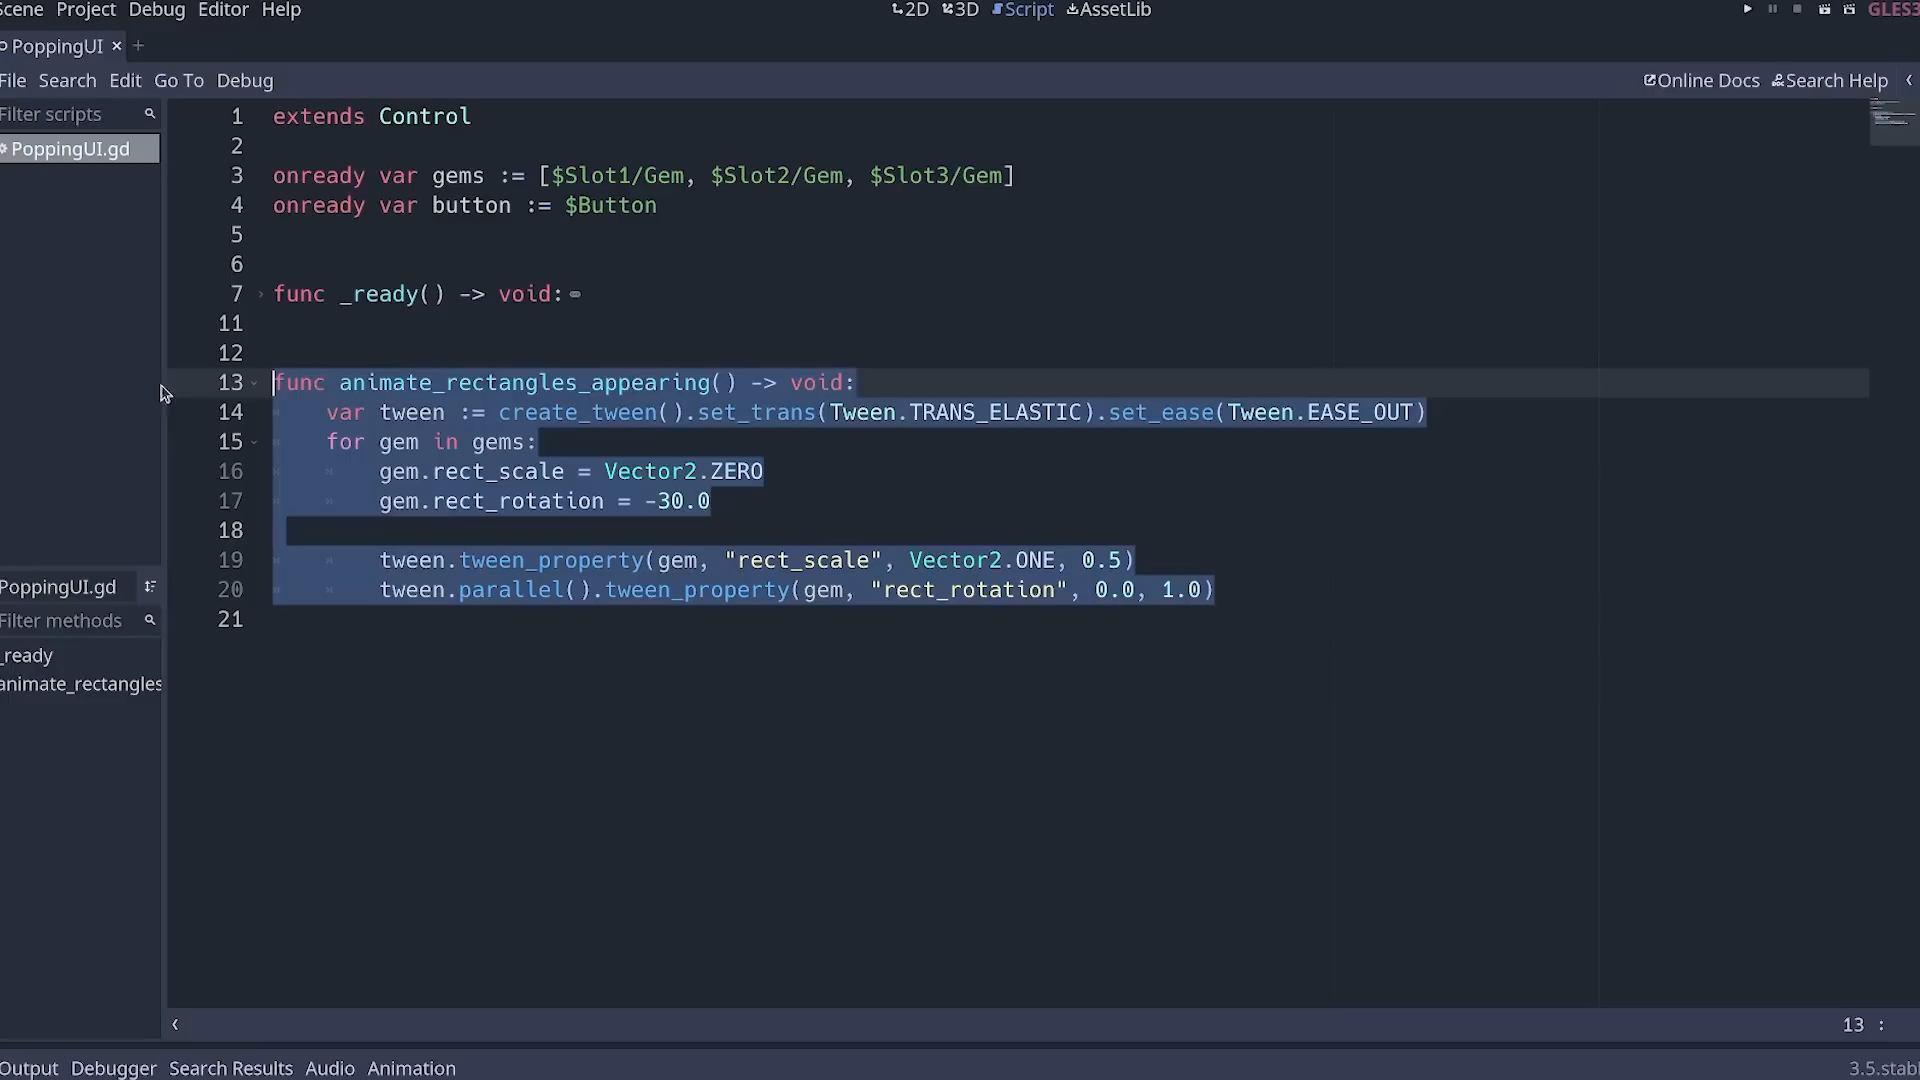 Scene Project Debug Editor Help 2D 3D Script AssetLib GLES3
PoppingUI × +
File Search Edit Go To Debug Online Docs Search Help
Filter scripts
PoppingUI.gd
1 extends Control
2
3 onready var gems := [$Slot1/Gem, $Slot2/Gem, $Slot3/Gem]
4 onready var button := $Button
5
6
7 func _ready() -> void:
11
12
13 func animate_rectangles_appearing() -> void:
14 var tween := create_tween().set_trans(Tween.TRANS_ELASTIC).set_ease(Tween.EASE_OUT)
15 for gem in gems:
16 gem.rect_scale = Vector2.ZERO
17 gem.rect_rotation = -30.0
18
19 tween.tween_property(gem, "rect_scale", Vector2.ONE, 0.5)
20 tween.parallel().tween_property(gem, "rect_rotation", 0.0, 1.0)
21
PoppingUI.gd
Filter methods
_ready
animate_rectangles
13 :
Output Debugger Search Results Audio Animation 3.5.stabl